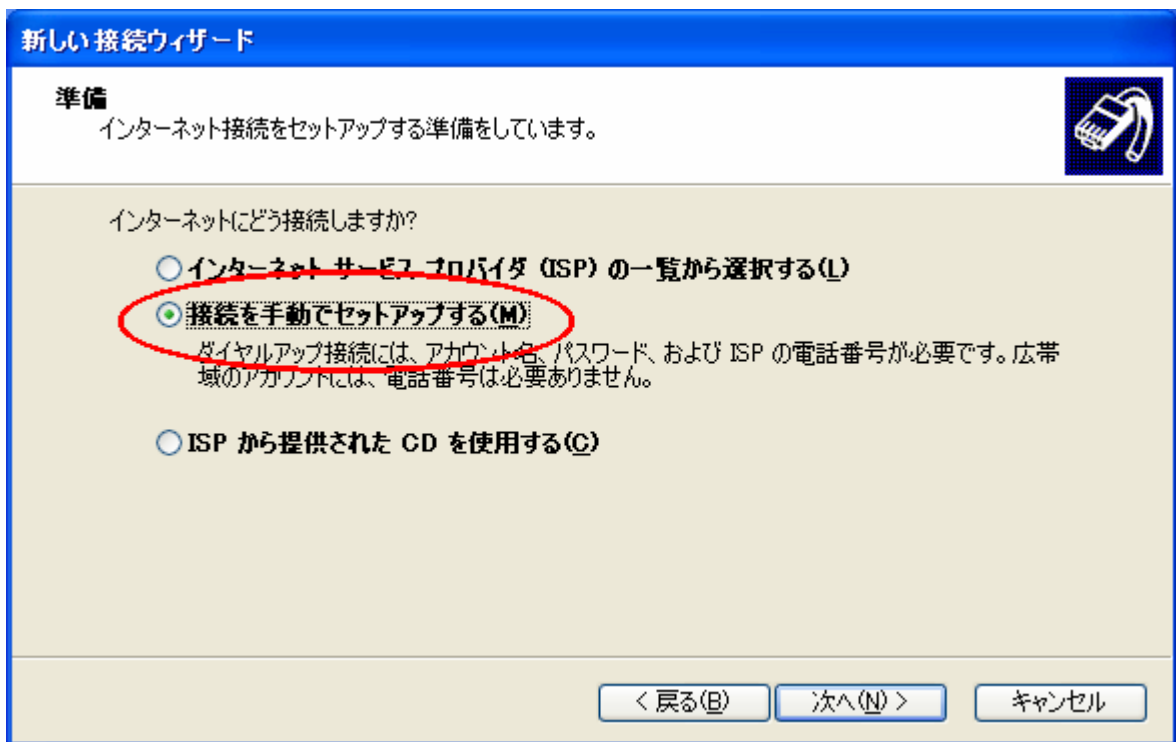 新しい接続ウィザード
準備
インターネット接続をセットアップする準備をしています。
インターネットにどう接続しますか?
インターネット サービス プロバイダ (ISP) の一覧から選択する(L)
接続を手動でセットアップする(M)
ダイヤルアップ接続には、アカウント名、パスワード、および ISP の電話番号が必要です。広帯
域のアカウントには、電話番号は必要ありません。
ISP から提供された CD を使用する(C)
< 戻る(B) 次へ(N) > キャンセル